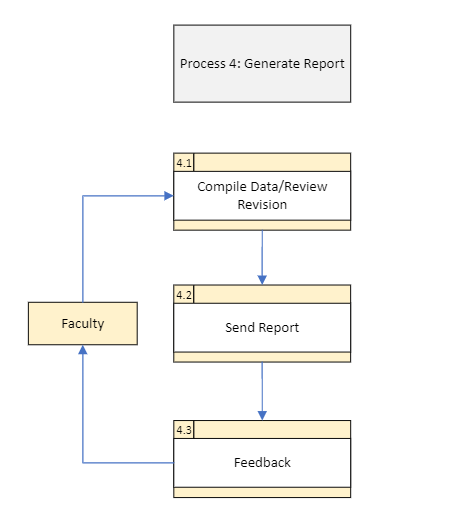 Process 4: Generate Report
4.1
Compile Data/Review
Revision
4.2
Send Report
Faculty
4.3
Feedback